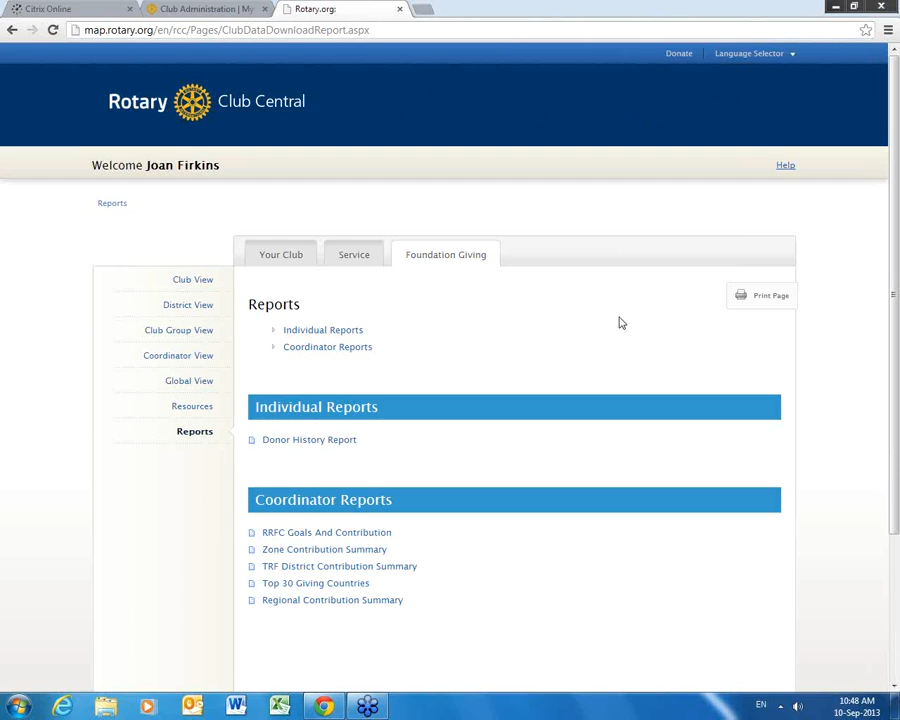 Citrix Online
Club Administration | My
Rotary.org:
map.rotary.org/en/rcc/Pages/ClubDataDownloadReport.aspx
Donate
Language Selector
Rotary
Club Central
Welcome Joan Firkins
Help
Reports
Your Club
Service
Foundation Giving
Club View
District View
Club Group View
Coordinator View
Global View
Resources
Reports
Print Page
Reports
Individual Reports
Coordinator Reports
Individual Reports
Donor History Report
Coordinator Reports
RRFC Goals And Contribution
Zone Contribution Summary
TRF District Contribution Summary
Top 30 Giving Countries
Regional Contribution Summary
EN
10:48 AM
10-Sep-2013